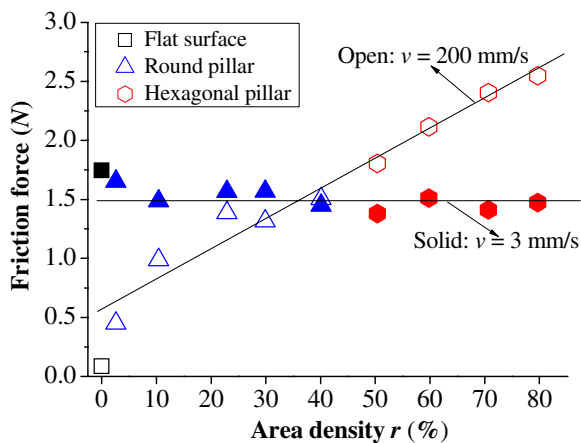 3.0
2.5
2.0
1.5
1.0
0.5
0.0
Friction force (N)
Flat surface
Round pillar
Hexagonal pillar
Open: v = 200 mm/s
Solid: v = 3 mm/s
0 10 20 30 40 50 60 70 80
Area density r (%)